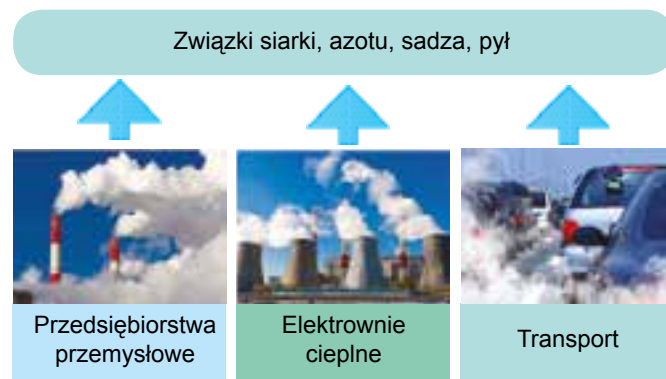 Związki siarki, azotu, sadza, pył
Przedsiębiorstwa
przemysłowe
Elektrownie
cieplne
Transport